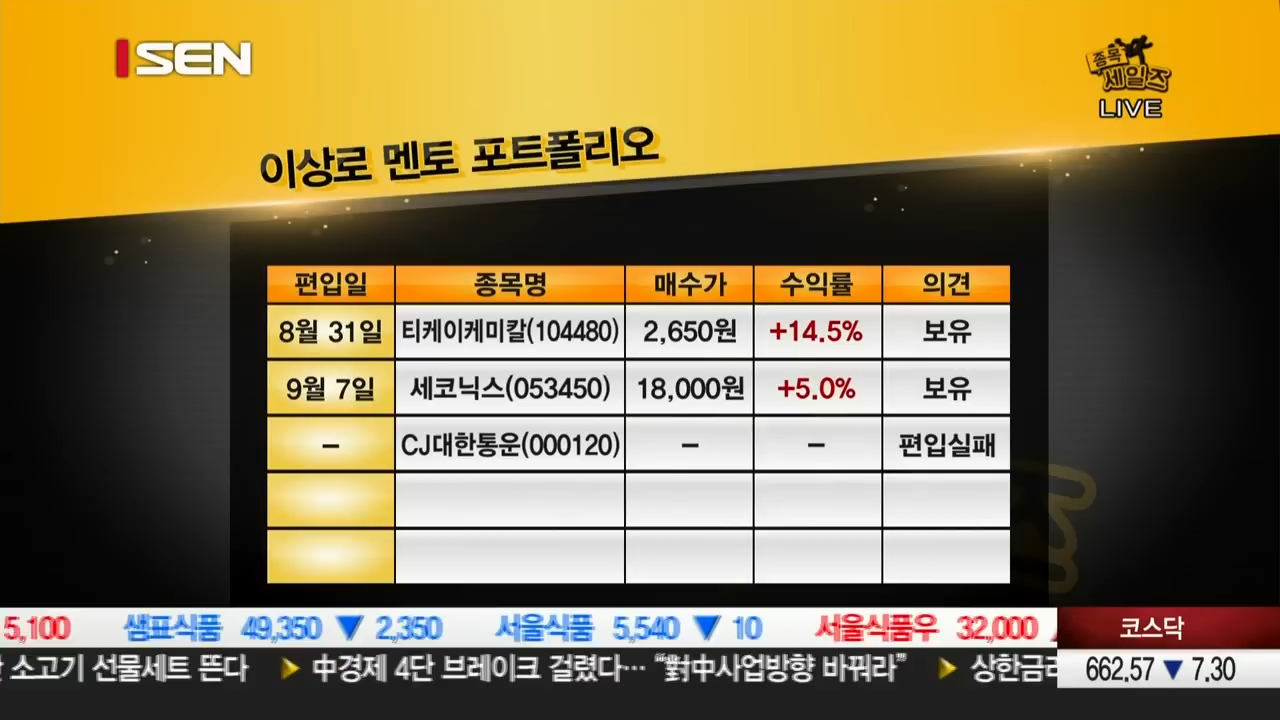 SEN
종목
세일즈
LIVE
이상로 멘토 포트폴리오
편입일 종목명 매수가 수익률 의견
8월 31일 티케이케미칼(104480) 2,650원 +14.5% 보유
9월 7일 세코닉스(053450) 18,000원 +5.0% 보유
– CJ대한통운(000120) – – 편입실패
5,100 샘표식품 49,350 ▼ 2,350 서울식품 5,540 ▼ 10 서울식품우 32,000
코스닥
소고기 선물세트 뜬다 ▶ 中경제 4단 브레이크 걸렸다… “對中사업방향 바꿔라” ▶ 상한금
662.57 ▼ 7.30